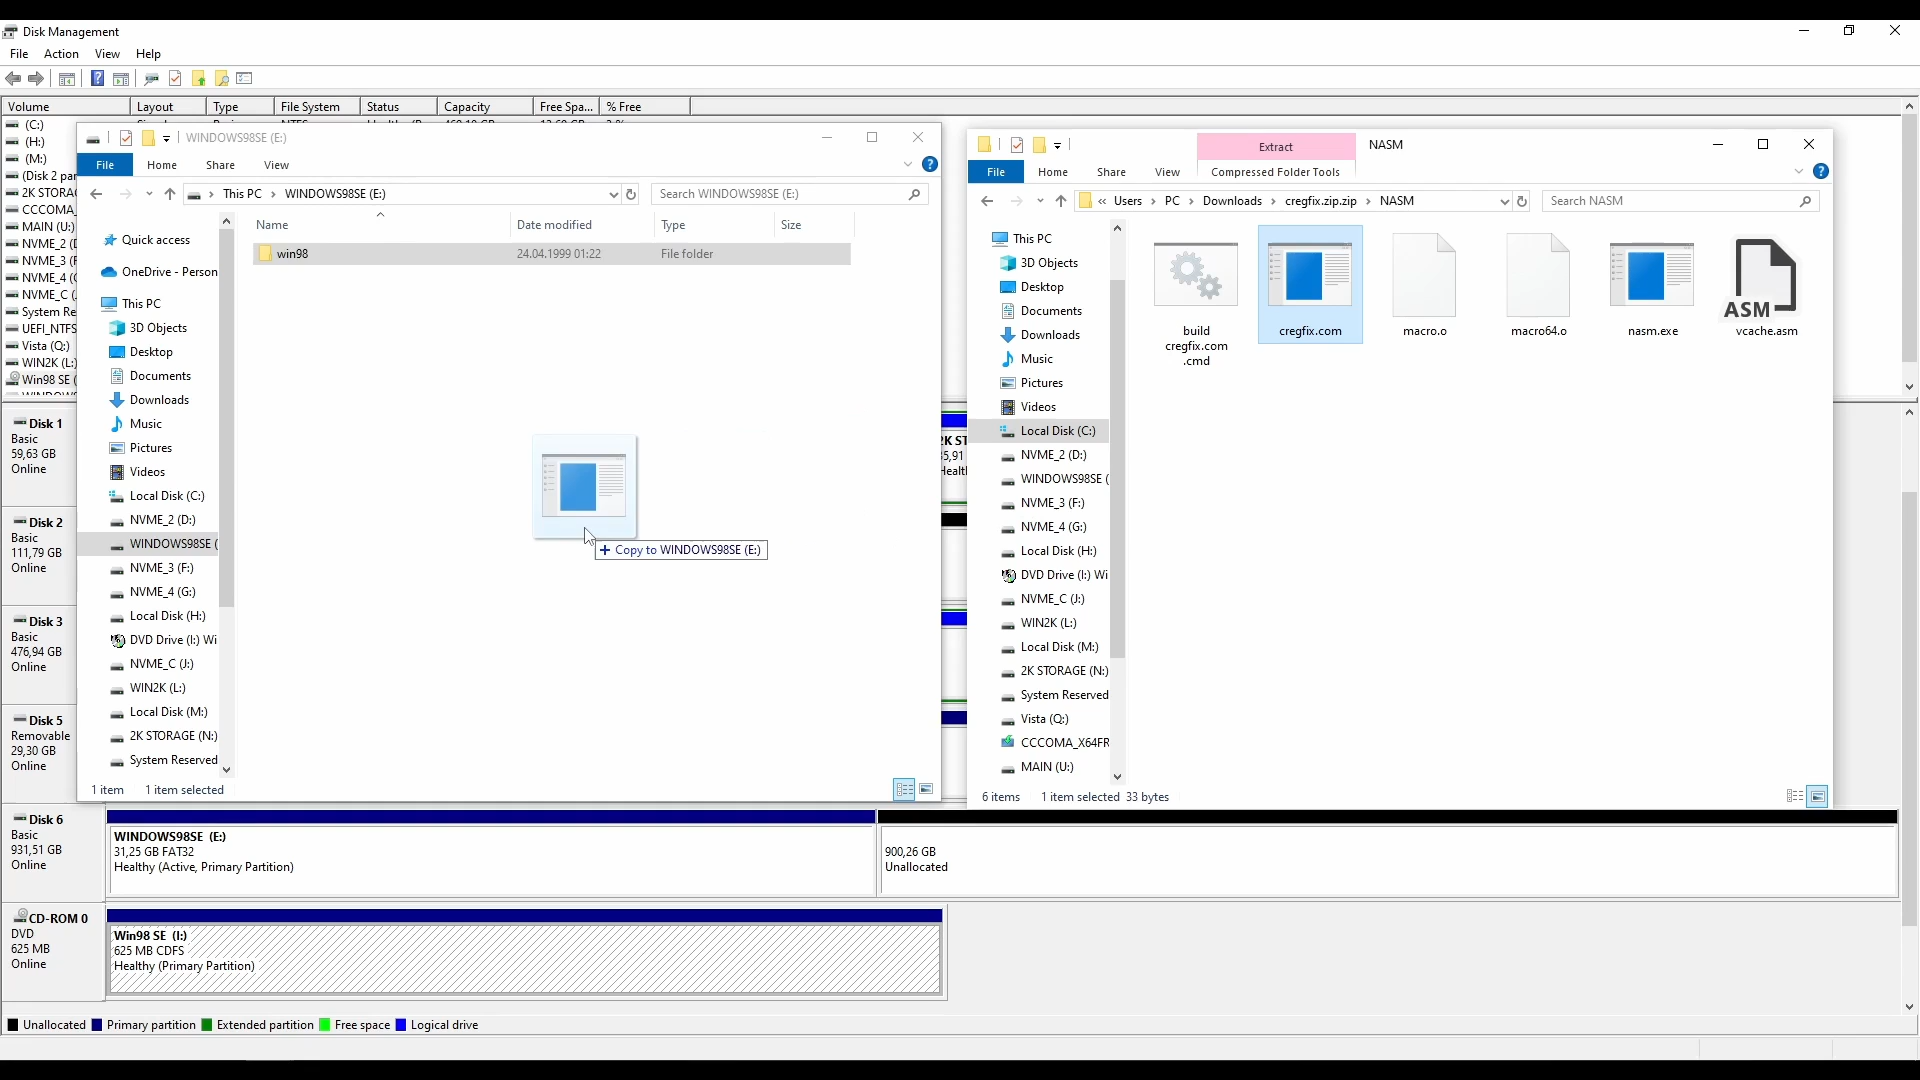 Disk Management
File Action View Help
Volume Layout Type File System Status Capacity Free Spa... % Free
(C:)
(H:)
(M:)
(Disk 2 par
2K STORA
CCCOMA_
MAIN (U:)
NVME_2 (
NVME_3 (F
NVME_4 (
NVME_C (
System Re
UEFI_NTFS
Vista (Q:)
WIN2K (L:)
Win98 SE (
WINDOWS98SE (E:)
File Home Share View
This PC > WINDOWS98SE (E:)
Search WINDOWS98SE (E:)
Name Date modified Type Size
win98 24.04.1999 01:22 File folder
Quick access
OneDrive - Person
This PC
3D Objects
Desktop
Documents
Downloads
Music
Pictures
Videos
Local Disk (C:)
NVME_2 (D:)
WINDOWS98SE (
NVME_3 (F:)
NVME_4 (G:)
Local Disk (H:)
DVD Drive (I:) Wi
NVME_C (J:)
WIN2K (L:)
Local Disk (M:)
2K STORAGE (N:)
System Reserved
+ Copy to WINDOWS98SE (E:)
1 item 1 item selected
Extract
NASM
File Home Share View Compressed Folder Tools
« Users > PC > Downloads > cregfix.zip.zip > NASM
Search NASM
This PC
3D Objects
Desktop
Documents
Downloads
Music
Pictures
Videos
Local Disk (C:)
NVME_2 (D:)
WINDOWS98SE (
NVME_3 (F:)
NVME_4 (G:)
Local Disk (H:)
DVD Drive (I:) Wi
NVME_C (J:)
WIN2K (L:)
Local Disk (M:)
2K STORAGE (N:)
System Reserved
Vista (Q:)
CCCOMA_X64FR
MAIN (U:)
build
cregfix.com
.cmd
cregfix.com
macro.o
macro64.o
nasm.exe
ASM
vcache.asm
6 items 1 item selected 33 bytes
Disk 1
Basic
59,63 GB
Online
Disk 2
Basic
111,79 GB
Online
Disk 3
Basic
476,94 GB
Online
Disk 5
Removable
29,30 GB
Online
Disk 6
Basic
931,51 GB
Online
WINDOWS98SE (E:)
31,25 GB FAT32
Healthy (Active, Primary Partition)
900,26 GB
Unallocated
CD-ROM 0
DVD
625 MB
Online
Win98 SE (I:)
625 MB CDFS
Healthy (Primary Partition)
Unallocated Primary partition Extended partition Free space Logical drive